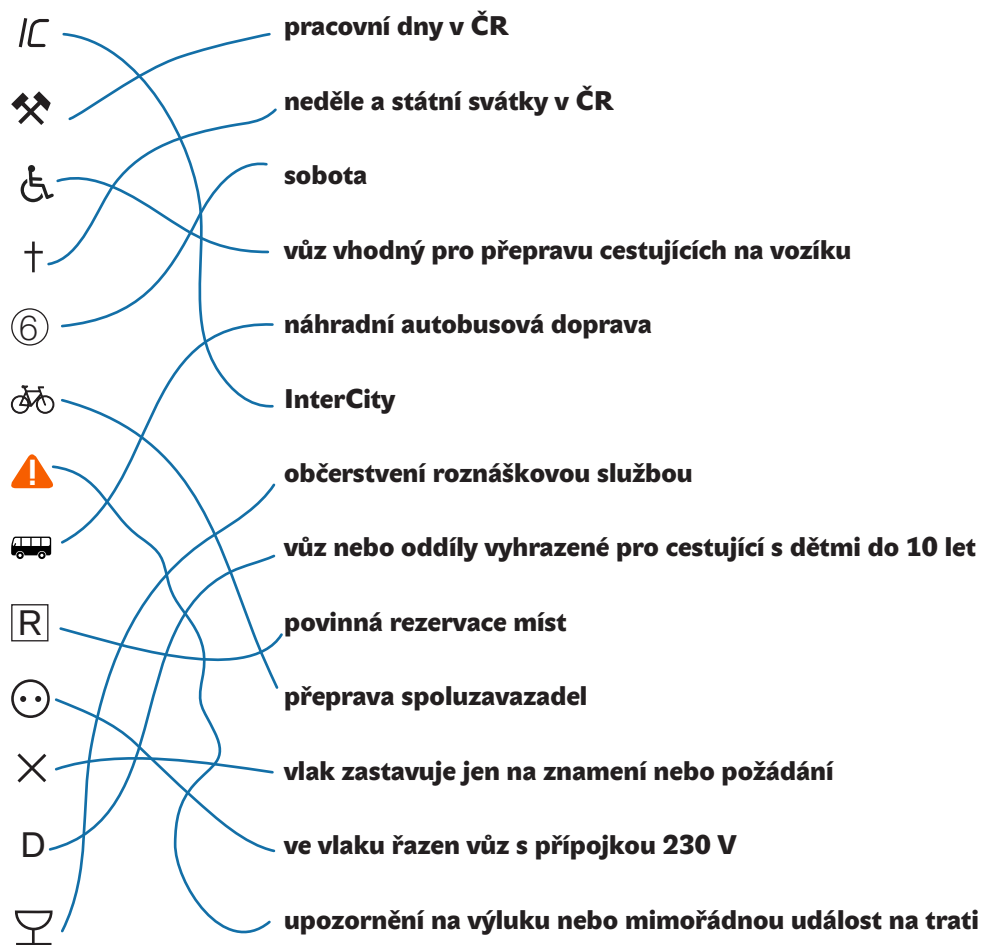 IC pracovní dny v ČR
neděle a státní svátky v ČR
sobota
† vůz vhodný pro přepravu cestujících na vozíku
6 náhradní autobusová doprava
InterCity
! občerstvení roznáškovou službou
vůz nebo oddíly vyhrazené pro cestující s dětmi do 10 let
R povinná rezervace míst
přeprava spoluzavazadel
vlak zastavuje jen na znamení nebo požádání
D ve vlaku řazen vůz s přípojkou 230 V
upozornění na výluku nebo mimořádnou událost na trati